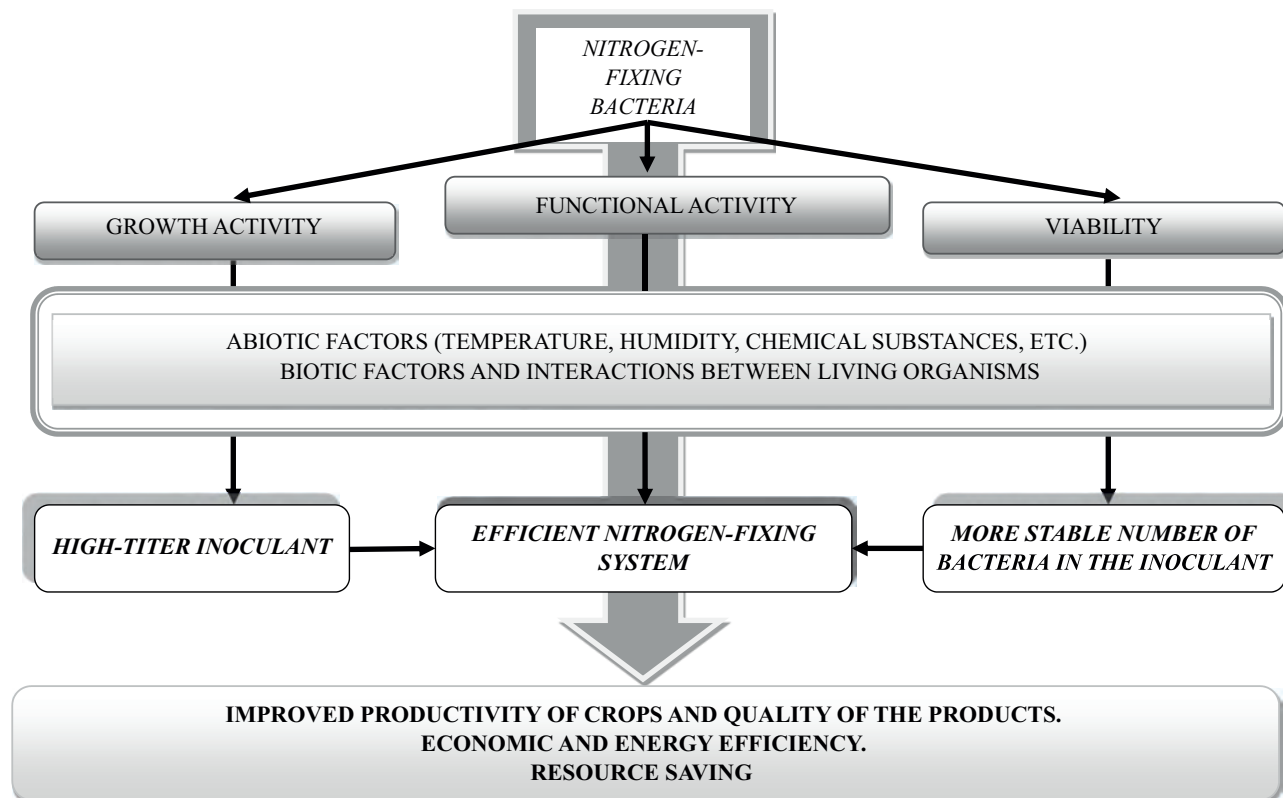 NITROGEN-
FIXING
BACTERIA
GROWTH ACTIVITY
FUNCTIONAL ACTIVITY
VIABILITY
ABIOTIC FACTORS (TEMPERATURE, HUMIDITY, CHEMICAL SUBSTANCES, ETC.)
BIOTIC FACTORS AND INTERACTIONS BETWEEN LIVING ORGANISMS
HIGH-TITER INOCULANT
EFFICIENT NITROGEN-FIXING
SYSTEM
MORE STABLE NUMBER OF
BACTERIA IN THE INOCULANT
IMPROVED PRODUCTIVITY OF CROPS AND QUALITY OF THE PRODUCTS.
ECONOMIC AND ENERGY EFFICIENCY.
RESOURCE SAVING